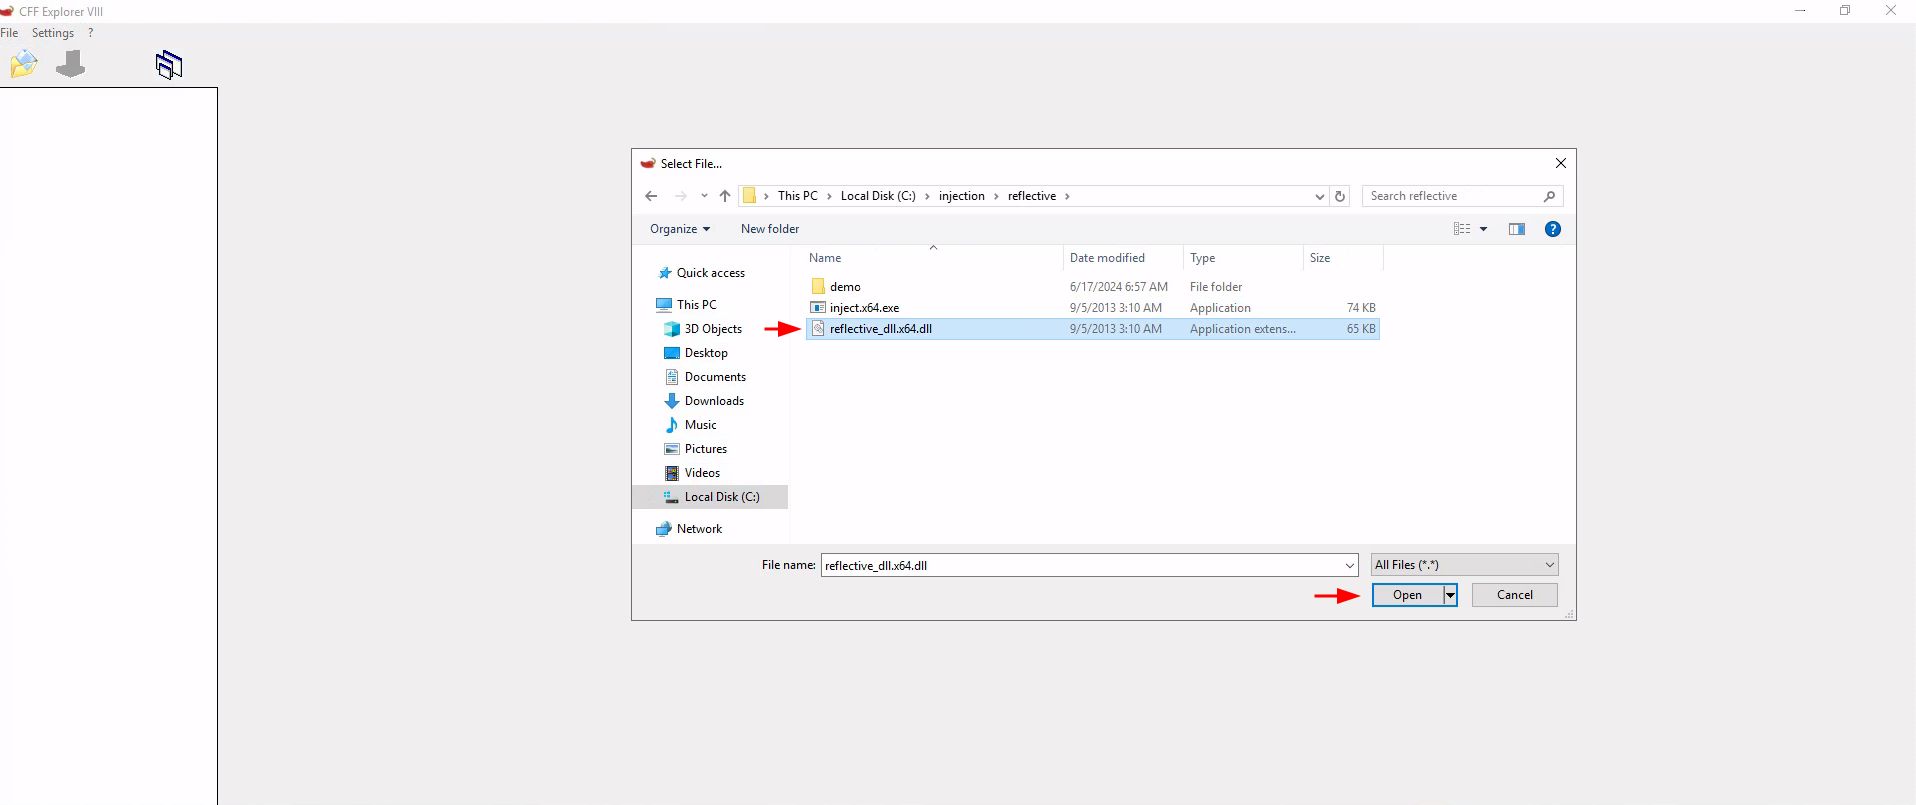 CFF Explorer VIII
File Settings ?
Select File...
This PC Local Disk (C:) injection reflective
Search reflective
Organize New folder
Name Date modified Type Size
Quick access
This PC
3D Objects
Desktop
Documents
Downloads
Music
Pictures
Videos
Local Disk (C:)
Network
demo 6/17/2024 6:57 AM File folder
inject.x64.exe 9/5/2013 3:10 AM Application 74 KB
reflective_dll.x64.dll 9/5/2013 3:10 AM Application extens... 65 KB
File name: reflective_dll.x64.dll All Files (*.*)
Open Cancel